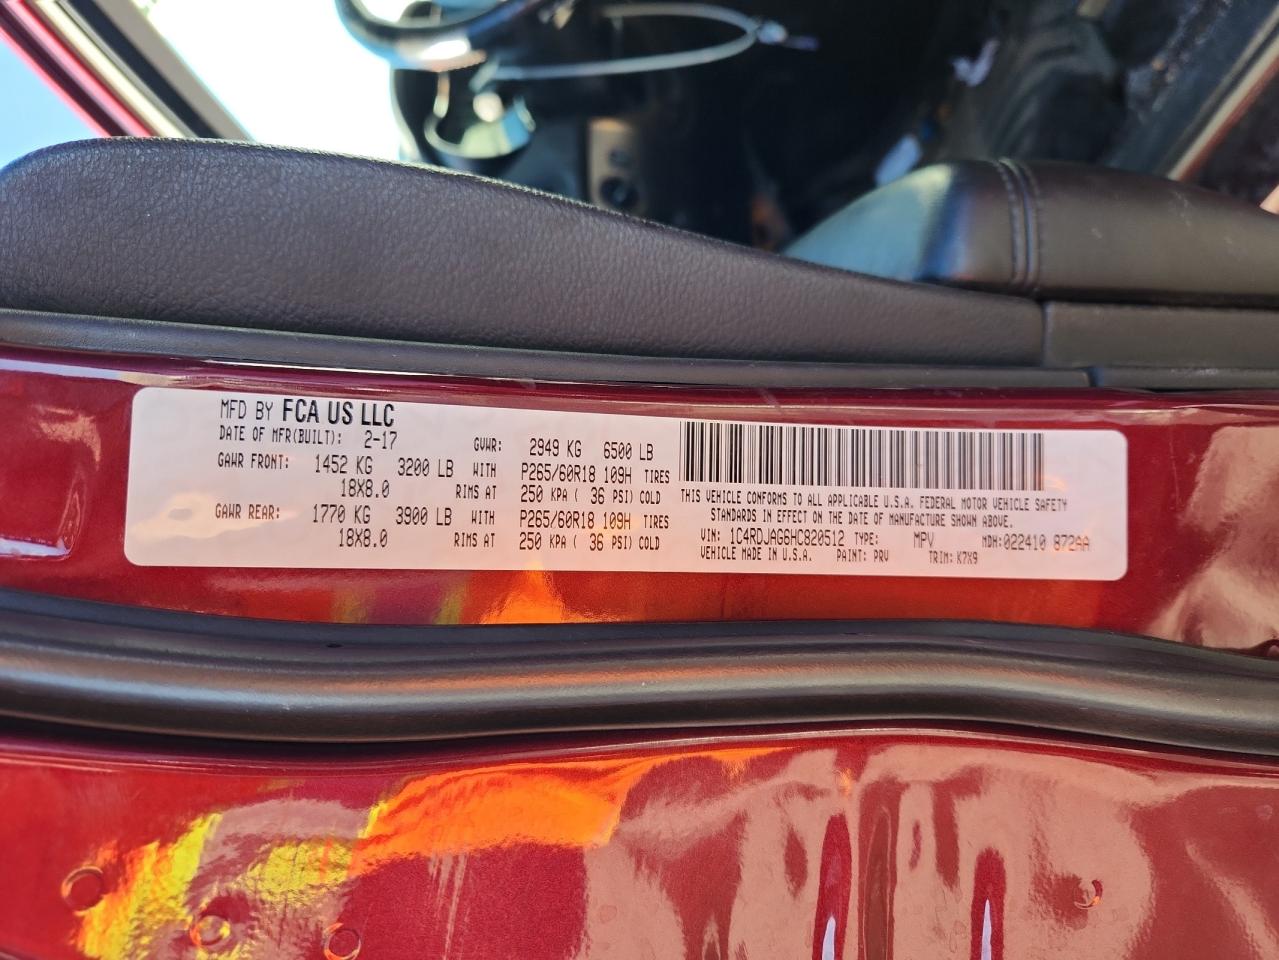 MFD BY FCA US LLC
DATE OF MFR(BUILT): 2-17 GVWR: 2949 KG 6500 LB
GAWR FRONT: 1452 KG 3200 LB WITH P265/60R18 109H TIRES
18X8.0 RIMS AT 250 KPA ( 36 PSI) COLD
GAWR REAR: 1770 KG 3900 LB WITH P265/60R18 109H TIRES
18X8.0 RIMS AT 250 KPA ( 36 PSI) COLD
THIS VEHICLE CONFORMS TO ALL APPLICABLE U.S.A. FEDERAL MOTOR VEHICLE SAFETY
STANDARDS IN EFFECT ON THE DATE OF MANUFACTURE SHOWN ABOVE.
VIN: 1C4RDJAG6HC820512 TYPE: MPV MDH:022410 872AA
VEHICLE MADE IN U.S.A. PAINT: PRV TRIM: K7X9